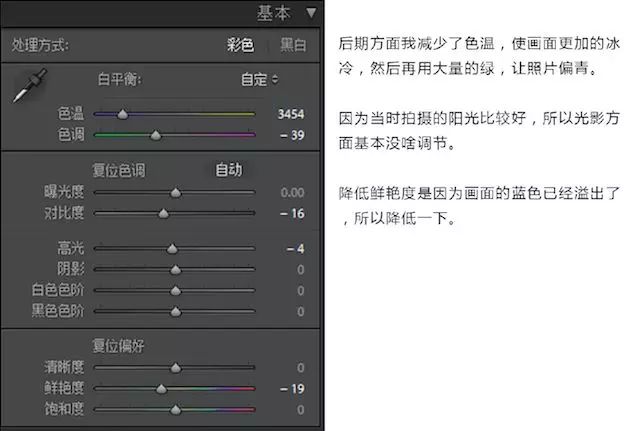 基本 ▼
处理方式: 彩色 黑白
白平衡: 自定
色温 3454
色调 －39
复位色调 自动
曝光度 0.00
对比度 －16
高光 －4
阴影 0
白色色阶 0
黑色色阶 0
复位偏好
清晰度 0
鲜艳度 －19
饱和度 0
后期方面我减少了色温，使画面更加的冰
冷，然后再用大量的绿，让照片偏青。
因为当时拍摄的阳光比较好，所以光影方
面基本没啥调节。
降低鲜艳度是因为画面的蓝色已经溢出了
，所以降低一下。